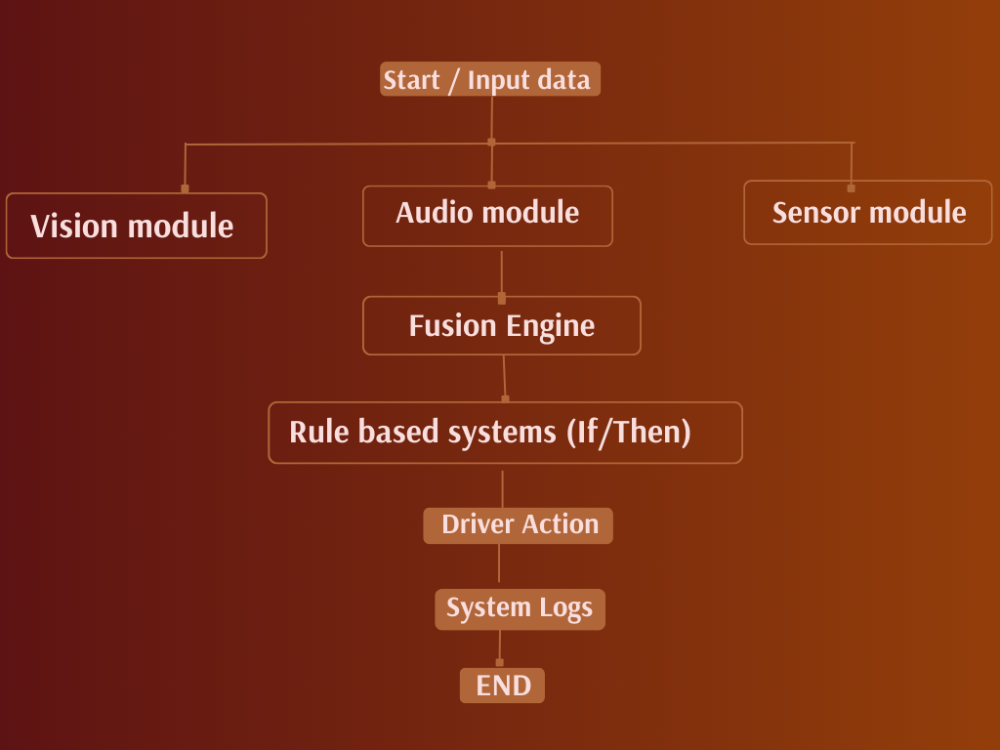 Start / Input data
Vision module
Audio module
Sensor module
Fusion Engine
Rule based systems (If/Then)
Driver Action
System Logs
END